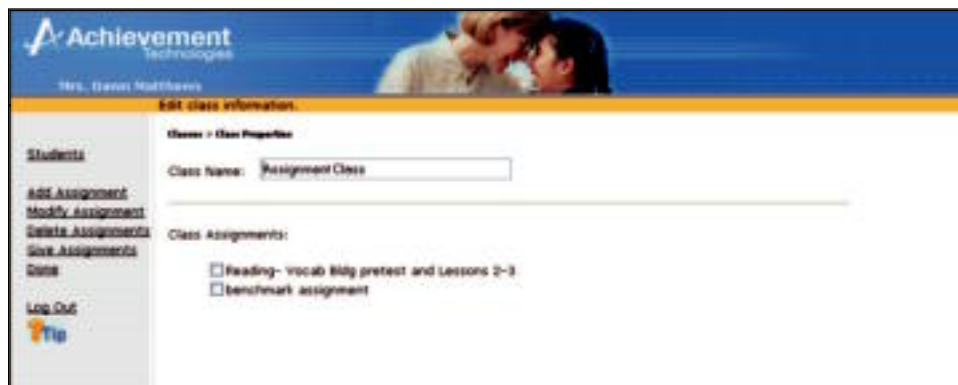 Achievement
Technologies
Mrs. Dawn Matthews
Edit class information.
Classes > Class Properties
Students
Class Name: Assignment Class
Add Assignment
Modify Assignment
Delete Assignments
Class Assignments:
Give Assignments
Done
Reading- Vocab Bldg pretest and Lessons 2-3
benchmark assignment
Log Out
?Tip